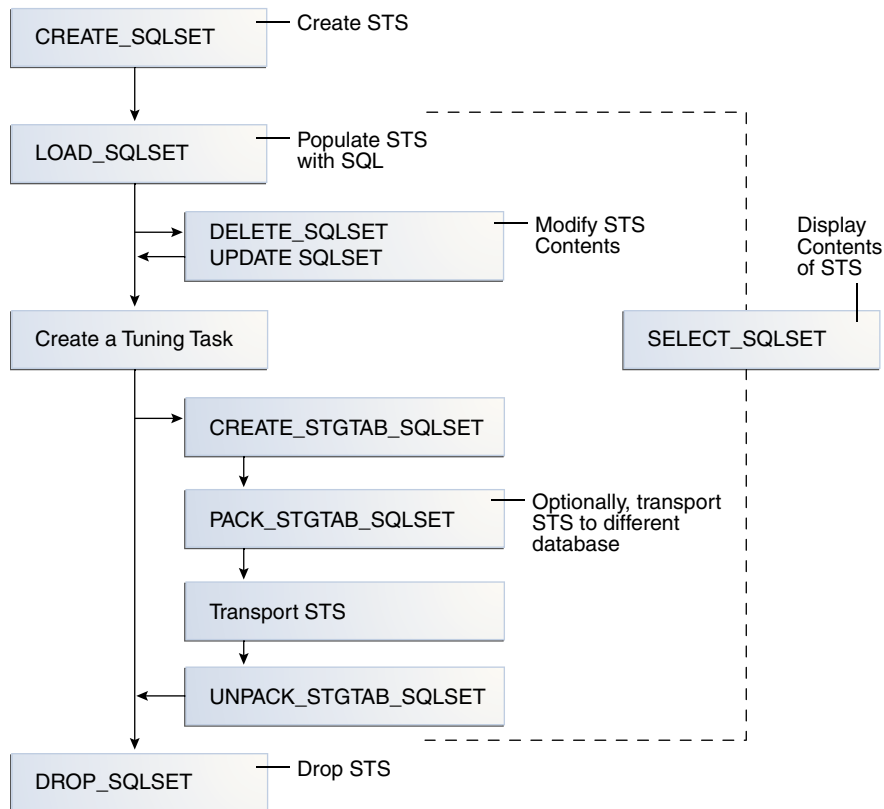 CREATE_SQLSET
Create STS
LOAD_SQLSET
Populate STS
with SQL
DELETE_SQLSET
UPDATE SQLSET
Modify STS
Contents
Display
Contents
of STS
Create a Tuning Task
SELECT_SQLSET
CREATE_STGTAB_SQLSET
PACK_STGTAB_SQLSET
Optionally, transport
STS to different
database
Transport STS
UNPACK_STGTAB_SQLSET
DROP_SQLSET
Drop STS